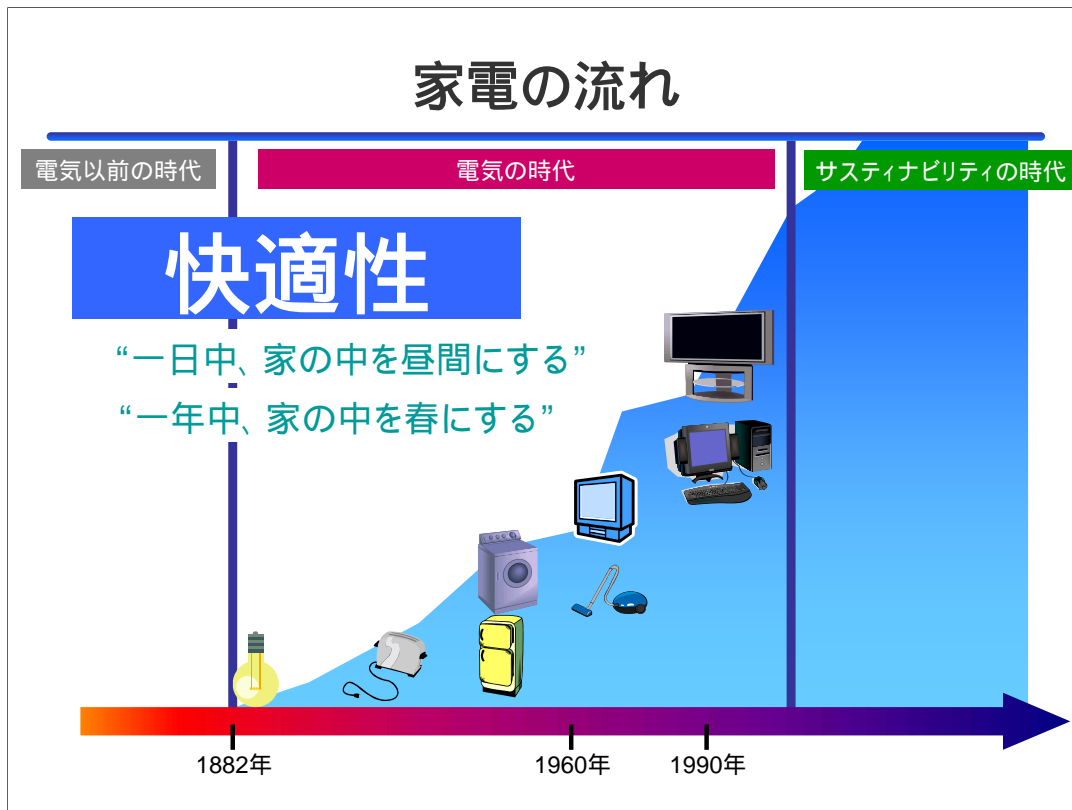 家電の流れ
電気以前の時代
電気の時代
サスティナビリティの時代
快適性
“一日中、家の中を昼間にする”
“一年中、家の中を春にする”
1882年
1960年
1990年